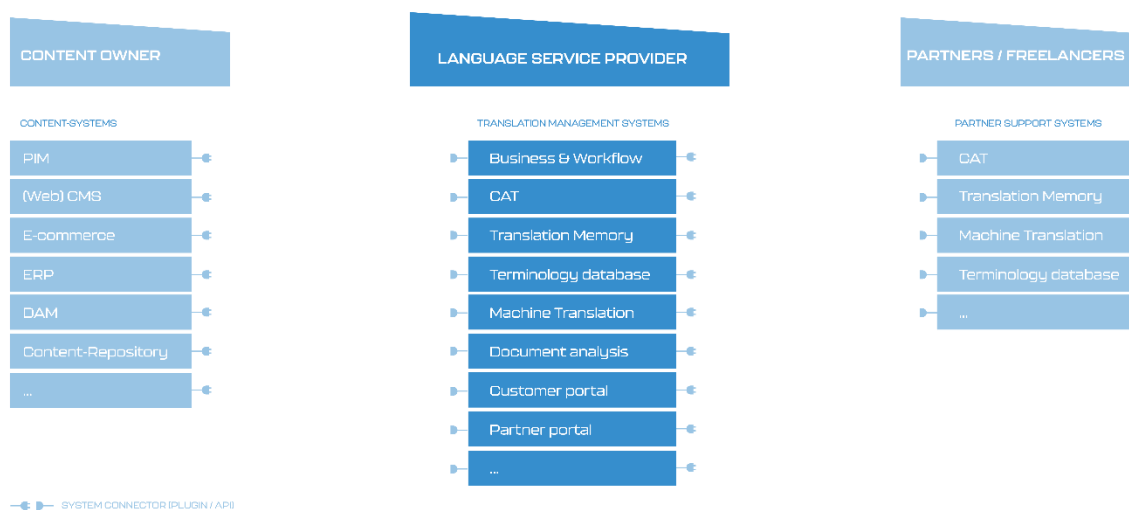 CONTENT OWNER
LANGUAGE SERVICE PROVIDER
PARTNERS / FREELANCERS
CONTENT-SYSTEMS
PIM
(Web) CMS
E-commerce
ERP
DAM
Content-Repository
...
TRANSLATION MANAGEMENT SYSTEMS
Business & Workflow
CAT
Translation Memory
Terminology database
Machine Translation
Document analysis
Customer portal
Partner portal
...
PARTNER SUPPORT SYSTEMS
CAT
Translation Memory
Machine Translation
Terminology database
...
SYSTEM CONNECTOR (PLUGIN / API)